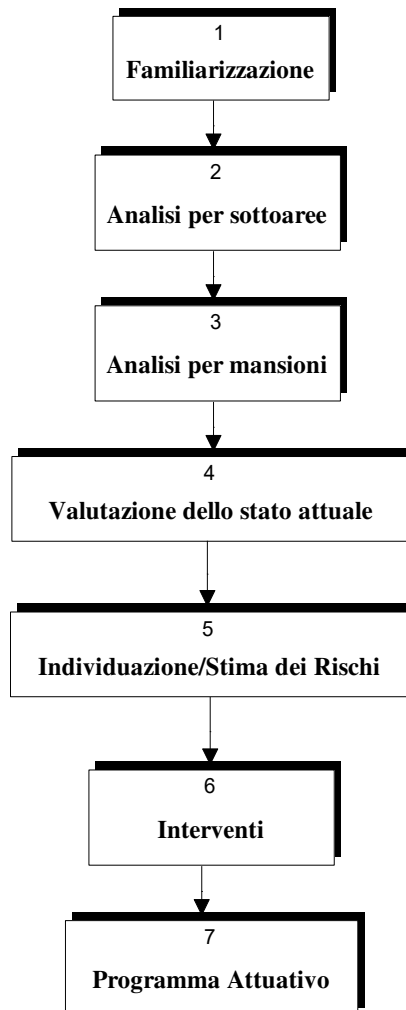 1
Familiarizzazione
2
Analisi per sottoaree
3
Analisi per mansioni
4
Valutazione dello stato attuale
5
Individuazione/Stima dei Rischi
6
Interventi
7
Programma Attuativo